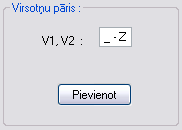 Virsotņu pāris :
V1, V2 : _ - Z
Pievienot